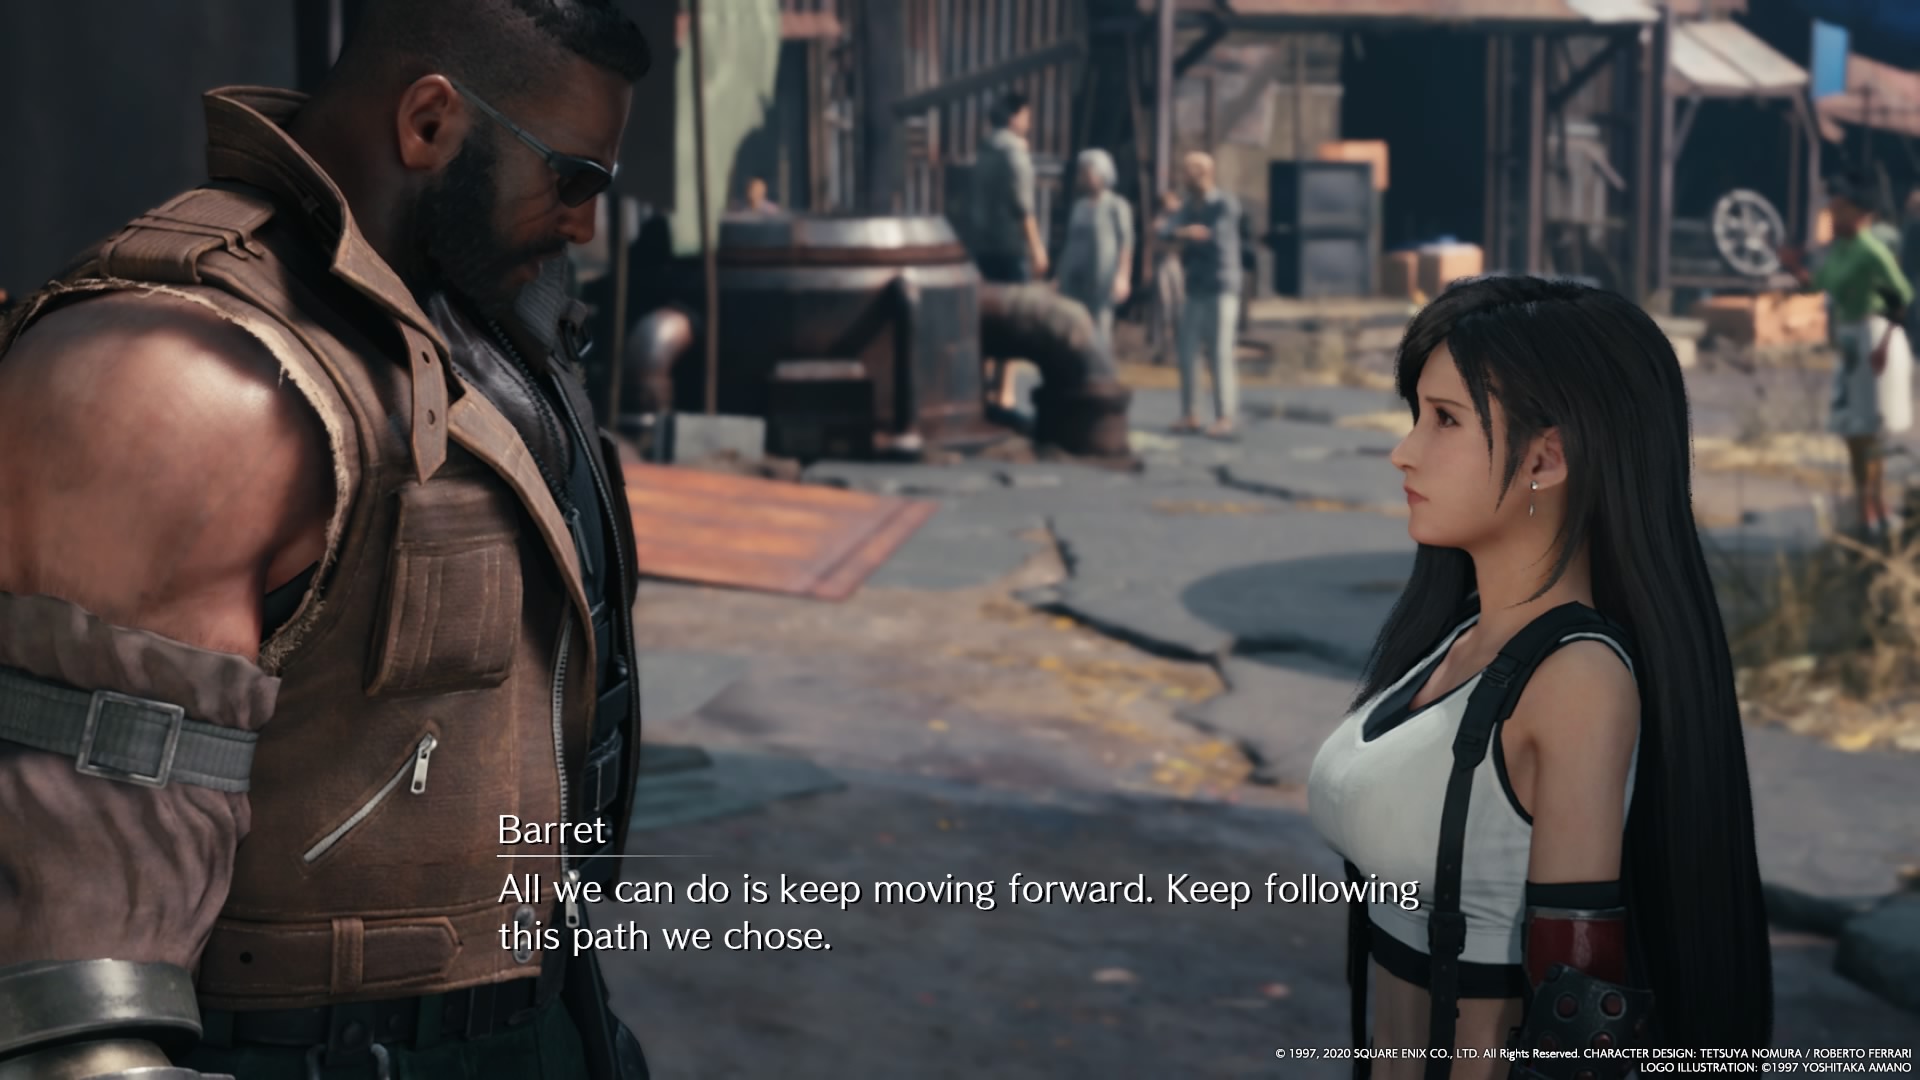 Barret
All we can do is keep moving forward. Keep following
this path we chose.
© 1997, 2020 SQUARE ENIX CO., LTD. All Rights Reserved. CHARACTER DESIGN: TETSUYA NOMURA / ROBERTO FERRARI
LOGO ILLUSTRATION: ©1997 YOSHITAKA AMANO